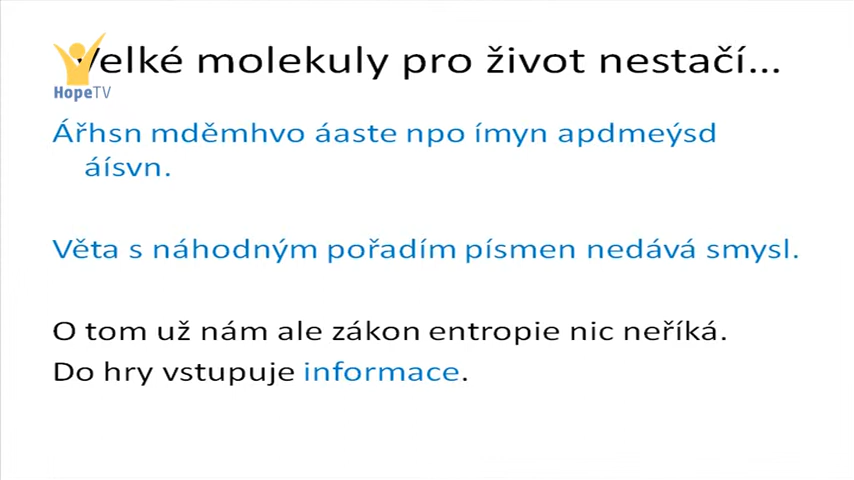 Velké molekuly pro život nestačí...
HopeTV
Ářhsn mděmhvo áaste npo ímyn apdmeýsd
áísvn.
Věta s náhodným pořadím písmen nedává smysl.
O tom už nám ale zákon entropie nic neříká.
Do hry vstupuje informace.